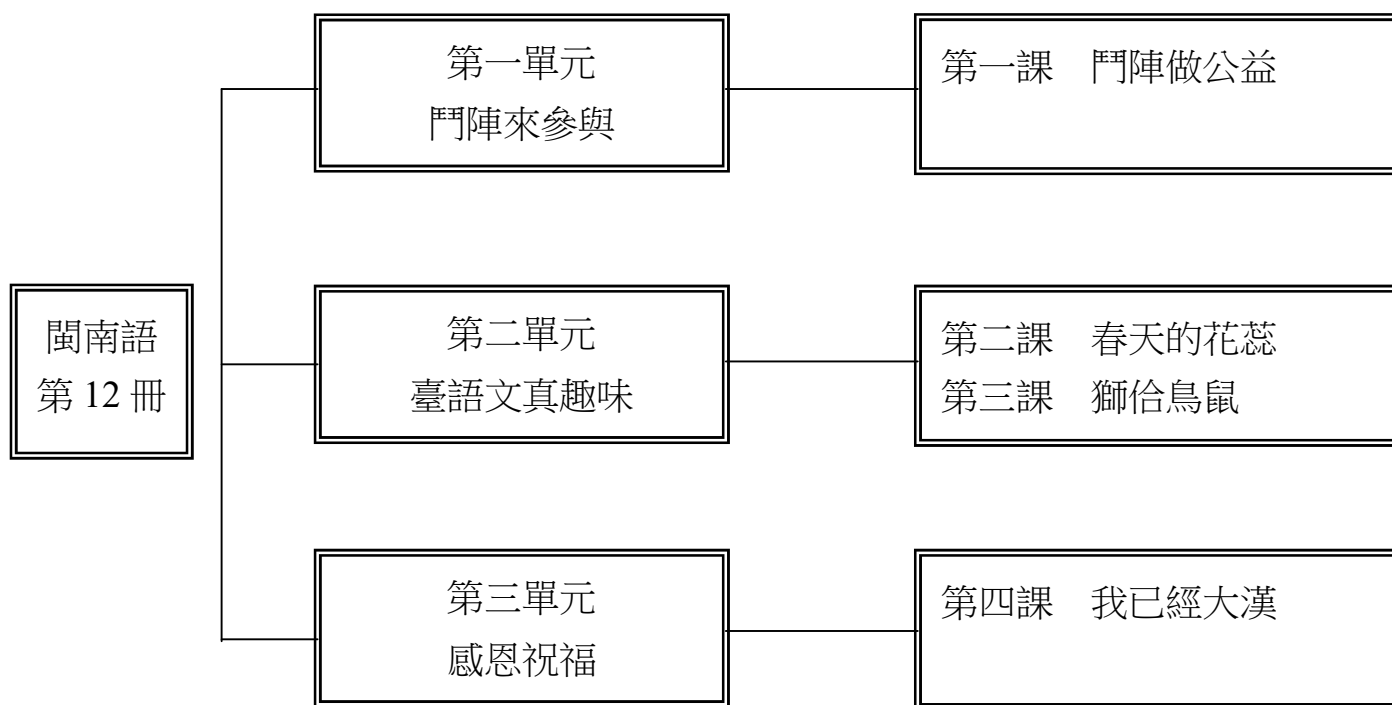 閩南語
第 12 冊
第一單元
鬥陣來參與
第一課　鬥陣做公益
第二單元
臺語文真趣味
第二課　春天的花蕊
第三課　獅佮鳥鼠
第三單元
感恩祝福
第四課　我已經大漢